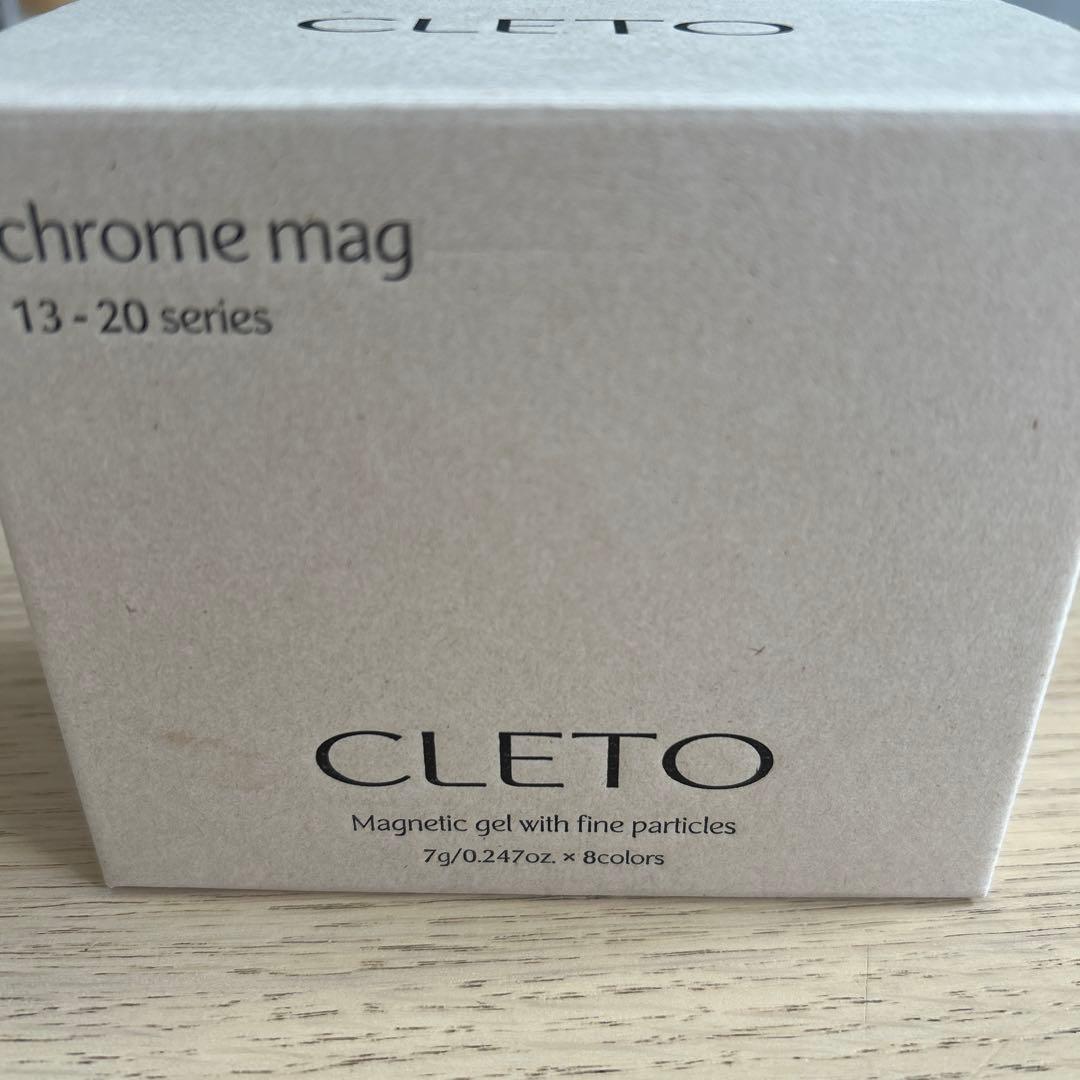 CLETO
chrome mag
13 - 20 series
CLETO
Magnetic gel with fine particles
7g/0.247oz. × 8colors